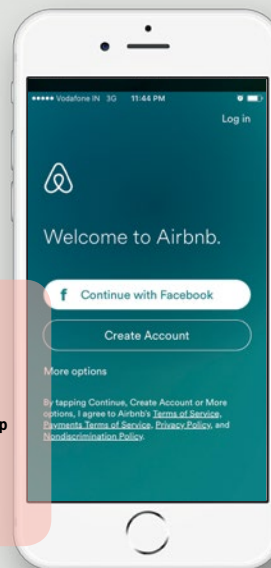 Vodafone IN 3G 11:44 PM
Log in
Welcome to Airbnb.
f Continue with Facebook
Create Account
More options
By tapping Continue, Create Account or More
options, I agree to Airbnb's Terms of Service,
Payments Terms of Service, Privacy Policy, and
Nondiscrimination Policy.
p